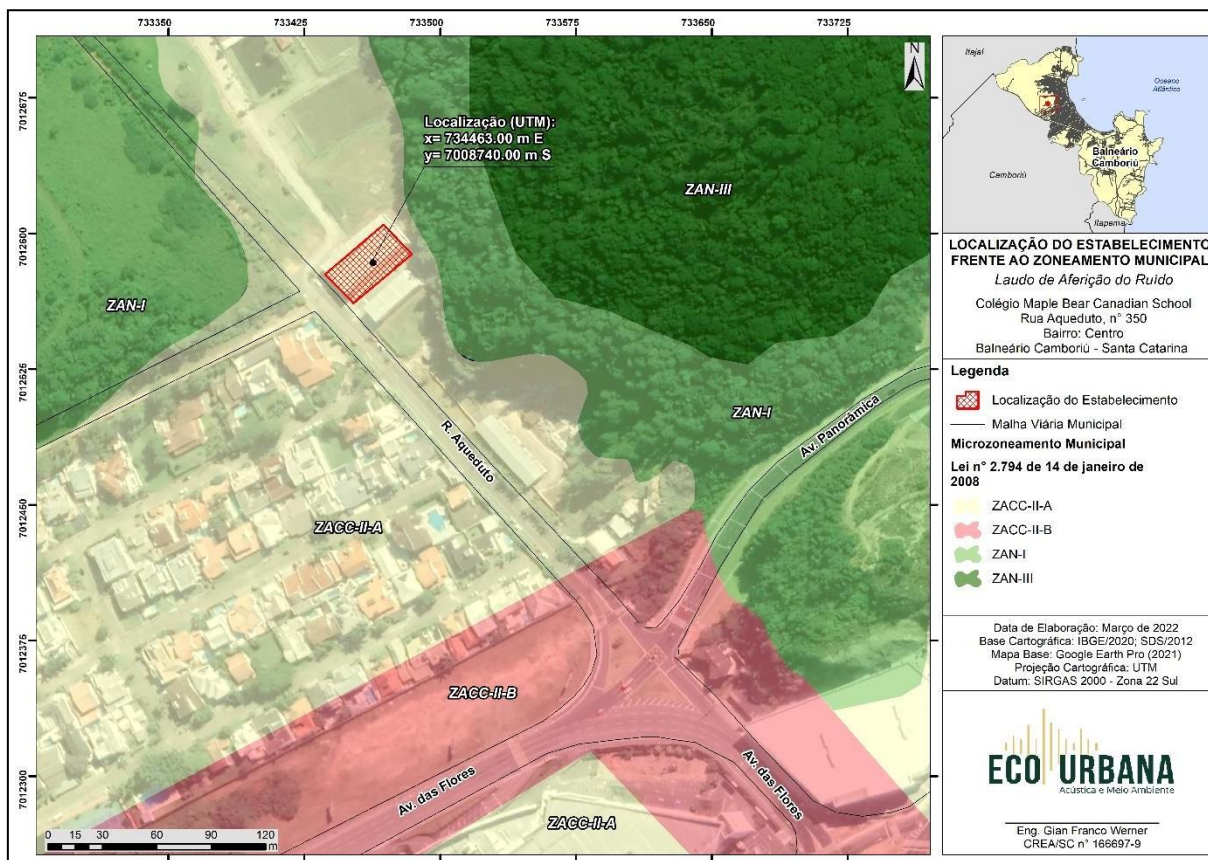 733350
733425
733500
733575
733650
733725
7012675
7012600
7012525
7012460
7012375
7012300
N
Localização (UTM):
x= 734463.00 m E
y= 7008740.00 m S
ZAN-III
ZAN-I
ZAN-I
R. Aqueduto
Av. Panorâmica
ZACC-II-A
ZACC-II-B
Av. das Flores
Av. das Flores
ZACC-II-A
0 15 30 60 90 120
m
Itajaí
Oceano
Atlântico
Balneário
Camboriú
Camboriú
Itapema
LOCALIZAÇÃO DO ESTABELECIMENTO
FRENTE AO ZONEAMENTO MUNICIPAL
Laudo de Aferição do Ruído
Colégio Maple Bear Canadian School
Rua Aqueduto, n° 350
Bairro: Centro
Balneário Camboriú - Santa Catarina
Legenda
Localização do Estabelecimento
Malha Viária Municipal
Microzoneamento Municipal
Lei n° 2.794 de 14 de janeiro de
2008
ZACC-II-A
ZACC-II-B
ZAN-I
ZAN-III
Data de Elaboração: Março de 2022
Base Cartográfica: IBGE/2020; SDS/2012
Mapa Base: Google Earth Pro (2021)
Projeção Cartográfica: UTM
Datum: SIRGAS 2000 - Zona 22 Sul
ECO URBANA
Acústica e Meio Ambiente
Eng. Gian Franco Werner
CREA/SC n° 166697-9